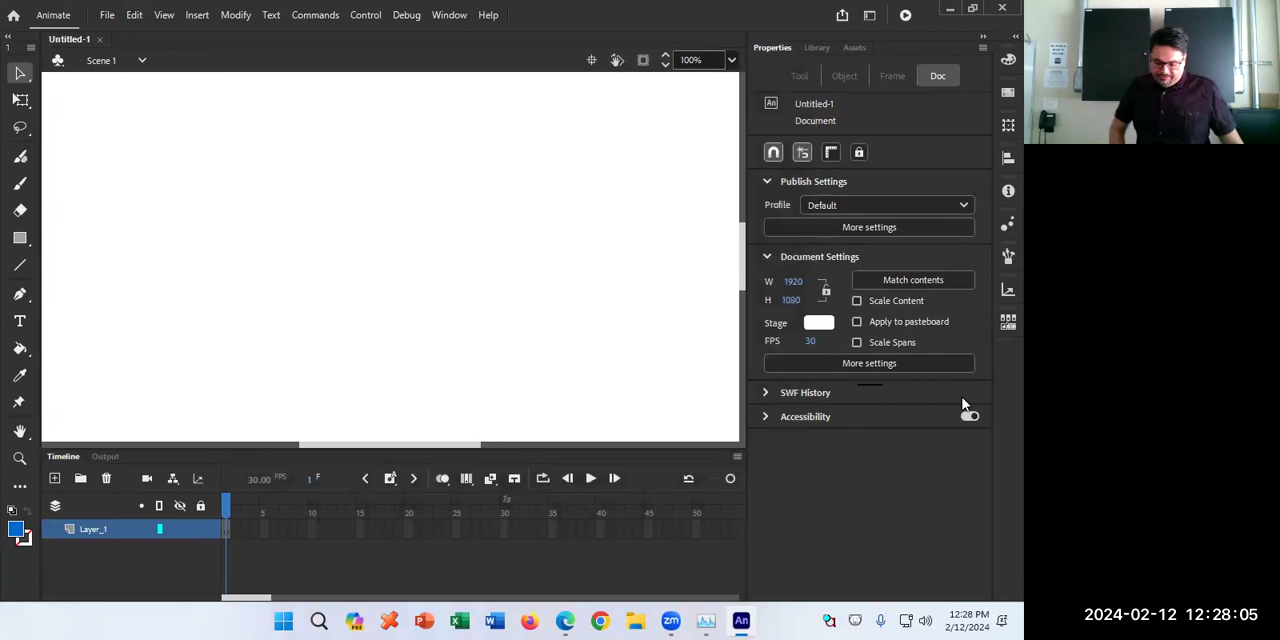 Animate File Edit View Insert Modify Text Commands Control Debug Window Help
Untitled-1
Scene 1
100%
Properties Library Assets
Tool Object Frame Doc
An Untitled-1
Document
Publish Settings
Profile Default
More settings
Document Settings
W 1920 Match contents
H 1080 Scale Content
Stage Apply to pasteboard
FPS 30 Scale Spans
More settings
SWF History
Accessibility
Timeline Output
30.00 FPS 1 F
1s
5 10 15 20 25 30 35 40 45 50
Layer_1
12:28 PM
2/12/2024
2024-02-12 12:28:05